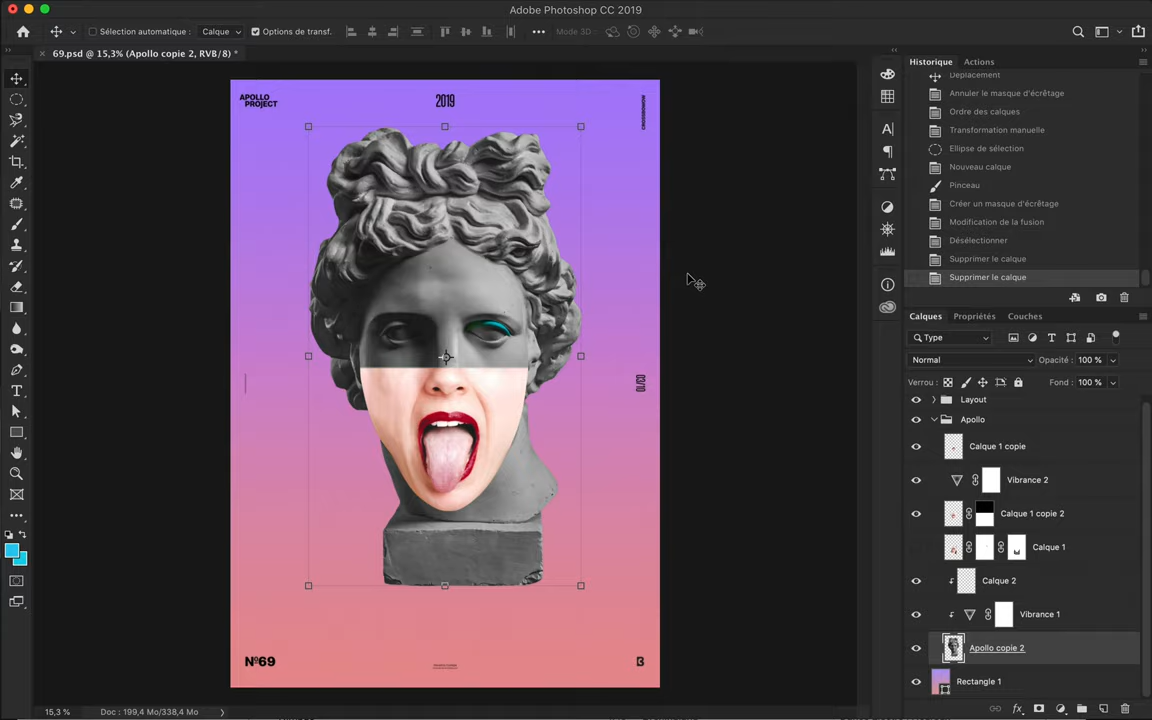 Adobe Photoshop CC 2019
Sélection automatique :
Calque
Options de transf.
Mode 3D :
69.psd @ 15,3% (Apollo copie 2, RVB/8) *
Historique
Actions
Déplacement
Annuler le masque d'écrêtage
Ordre des calques
Transformation manuelle
Ellipse de sélection
Nouveau calque
Pinceau
Créer un masque d'écrêtage
Modification de la fusion
Désélectionner
Supprimer le calque
Supprimer le calque
Calques
Propriétés
Couches
Type
Normal
Opacité : 100 %
Verrou :
Fond : 100 %
Layout
Apollo
Calque 1 copie
Vibrance 2
Calque 1 copie 2
Calque 1
Calque 2
Vibrance 1
Apollo copie 2
Rectangle 1
APOLLO
PROJECT
2019
03/11
Nº69
B
15,3 %
Doc : 199,4 Mo/338,4 Mo